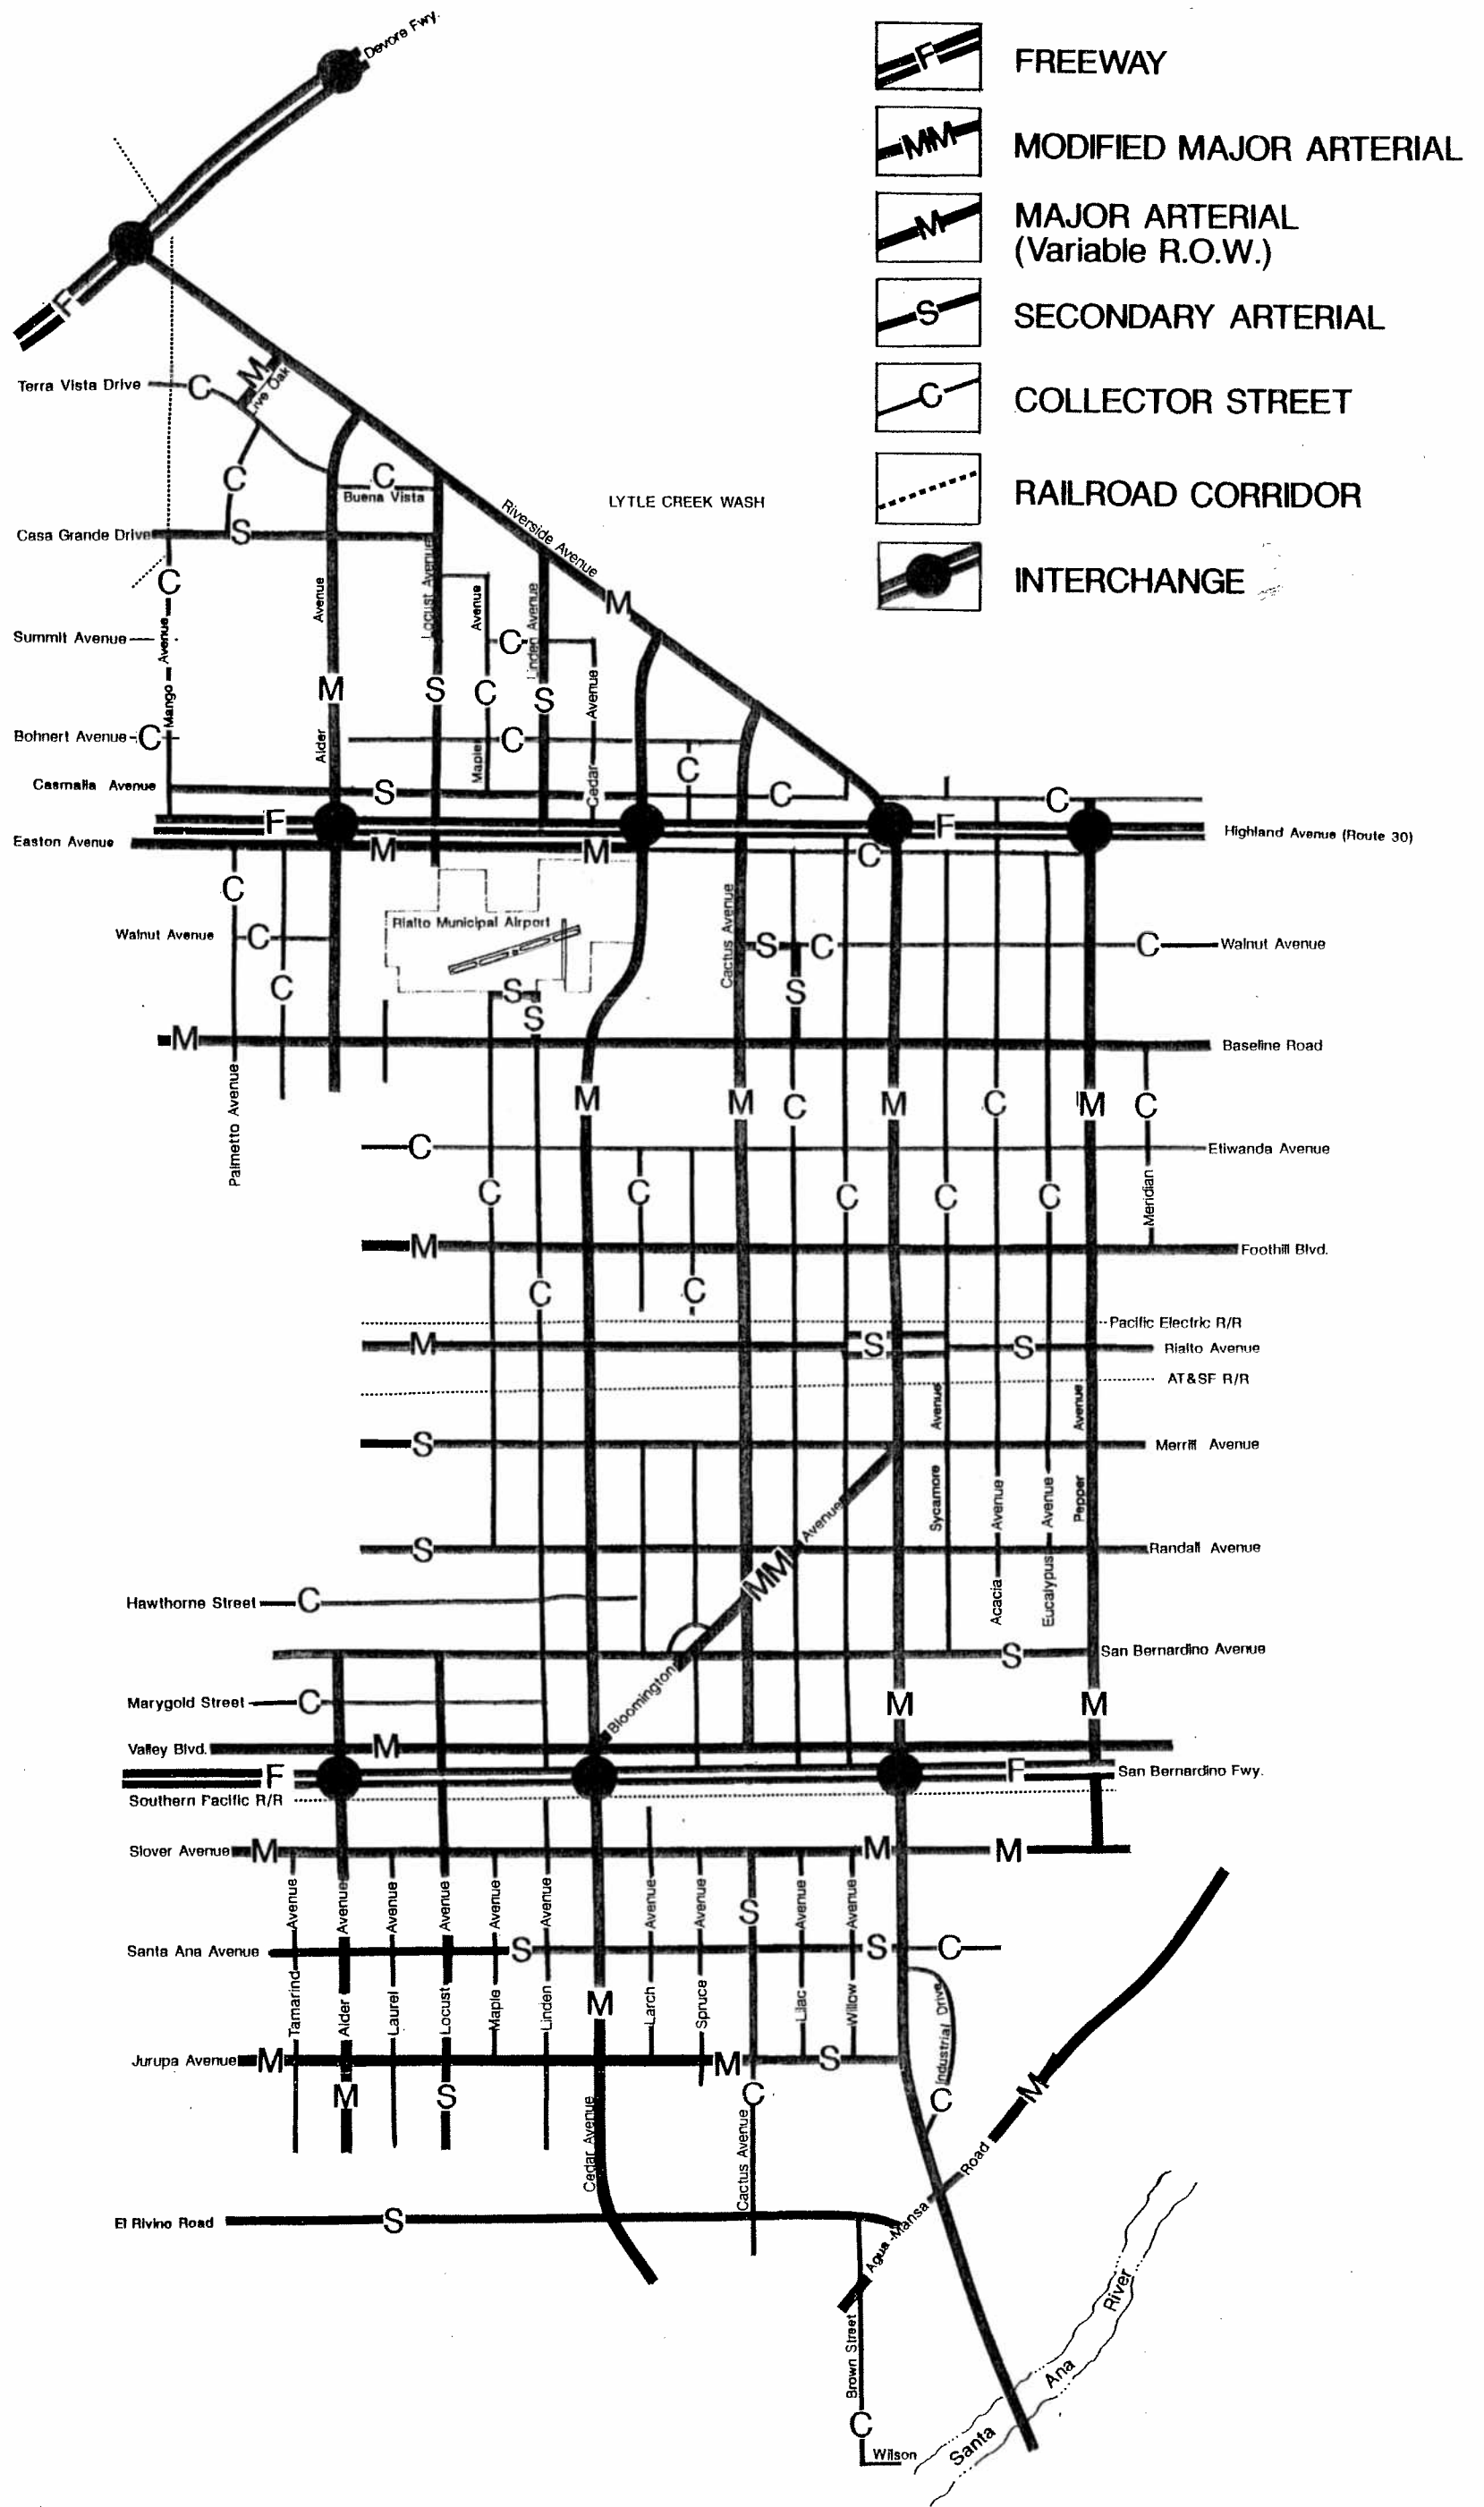 Devore Fwy.
F
FREEWAY
MM
MODIFIED MAJOR ARTERIAL
M
MAJOR ARTERIAL
(Variable R.O.W.)
S
SECONDARY ARTERIAL
C
COLLECTOR STREET
RAILROAD CORRIDOR
INTERCHANGE
F
M
Live Oak
Terra Vista Drive
C
C
C
Buena Vista
LYTLE CREEK WASH
Riverside Avenue
M
Casa Grande Drive
S
C
Avenue
Locust Avenue
Avenue
Linden Avenue
Summit Avenue
Mango Avenue
C
Avenue
M
S
C
S
Bohnert Avenue
C
Alder
Maple
C
Cedar
C
Casmalia Avenue
S
C
C
F
F
Highland Avenue (Route 30)
Easton Avenue
M
M
C
C
Cactus Avenue
Rialto Municipal Airport
Walnut Avenue
C
S
C
C
Walnut Avenue
C
S
S
S
M
Baseline Road
Palmetto Avenue
M
M
C
M
C
M
C
C
Etiwanda Avenue
C
C
C
C
C
Meridian
M
Foothill Blvd.
C
C
Pacific Electric R/R
M
S
S
Rialto Avenue
AT&SF R/R
Avenue
Avenue
S
Merrill Avenue
Sycamore
Avenue
Avenue
Pepper
Avenue
S
Randall Avenue
MM
Acacia
Eucalypus
Hawthorne Street
C
S
San Bernardino Avenue
Bloomington
Marygold Street
C
M
M
Valley Blvd.
M
F
F
San Bernardino Fwy.
Southern Pacific R/R
Slover Avenue
M
M
M
Avenue
Avenue
Avenue
Avenue
Avenue
Avenue
Avenue
Avenue
S
Avenue
Avenue
Santa Ana Avenue
S
S
C
Tamarind
Alder
Laurel
Locust
Maple
Linden
M
Larch
Spruce
Lilac
Willow
Industrial Drive
Jurupa Avenue
M
M
S
M
S
C
C
M
Cedar Avenue
Cactus Avenue
Agua Mansa Road
El Rivino Road
S
Brown Street
C
Wilson
Santa Ana River